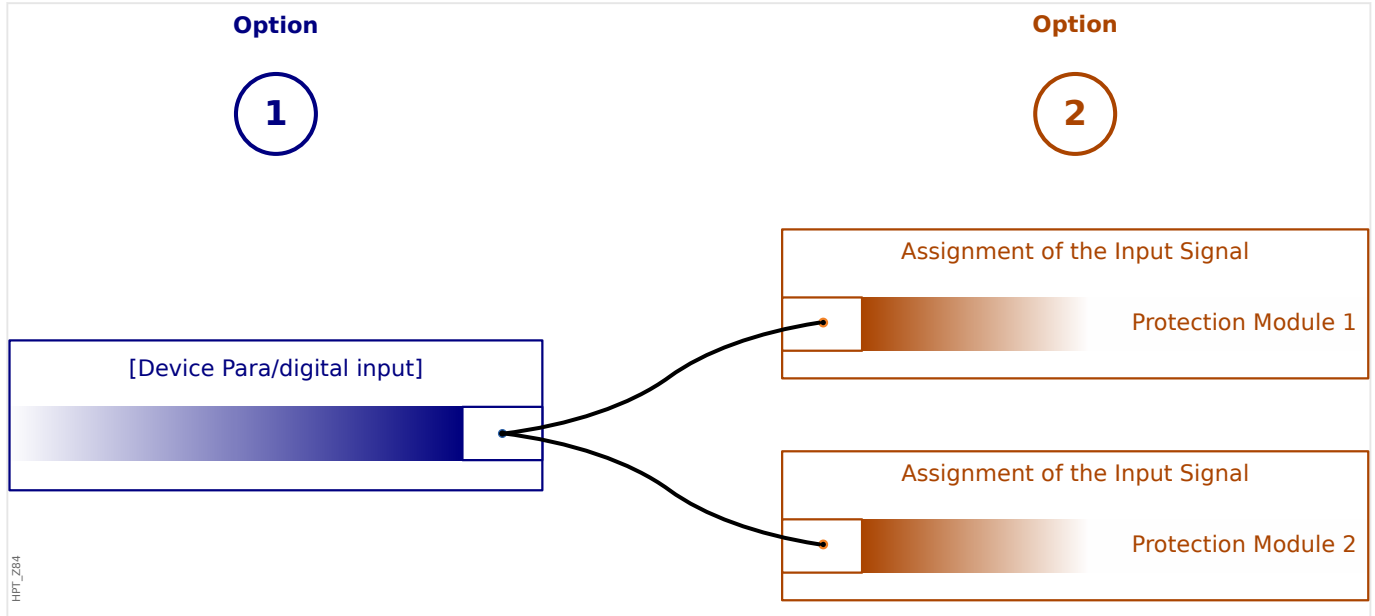 Option
1
Option
2
[Device Para/digital input]
Assignment of the Input Signal
Protection Module 1
Assignment of the Input Signal
Protection Module 2
HPT_Z84